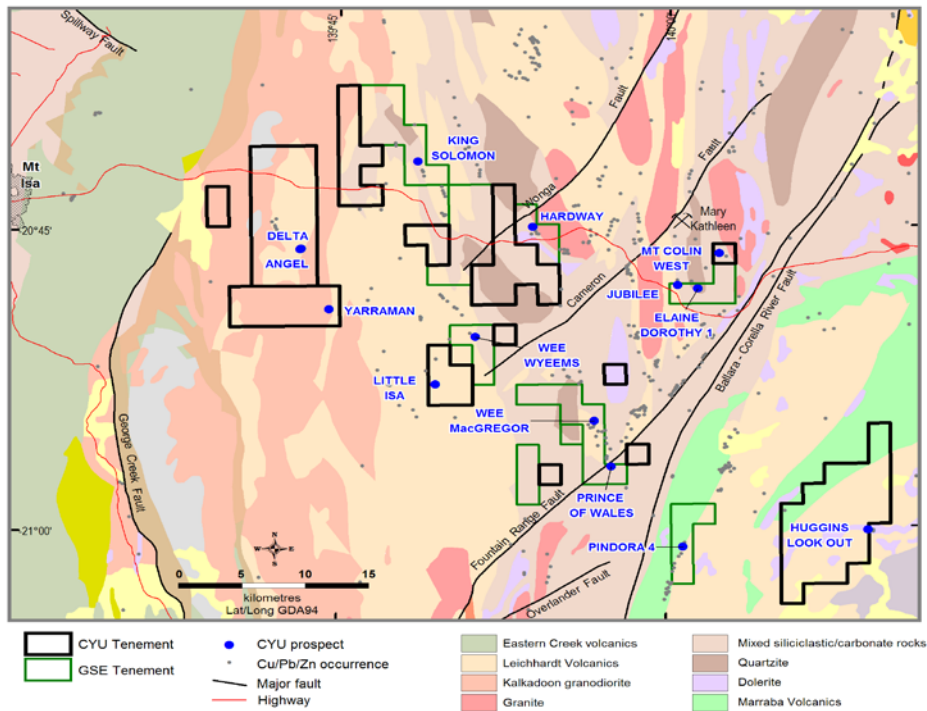 139°45'
140°00'
Spillway Fault
Mt
Isa
KING
SOLOMON
Fault
Wonga
Fault
Cameron
HARDWAY
Mary
Kathleen
MT COLIN
WEST
20°45'
DELTA
ANGEL
JUBILEE
ELAINE
DOROTHY 1
YARRAMAN
Ballara - Corella River Fault
WEE
WYEEMS
LITTLE
ISA
WEE
MacGREGOR
George Creek Fault
PRINCE
OF WALES
Fountain Range Fault
21°00'
HUGGINS
LOOK OUT
PINDORA 4
N
W
E
S
0 5 10 15
kilometres
Lat/Long GDA94
Overlander Fault
CYU Tenement
GSE Tenement
CYU prospect
Cu/Pb/Zn occurrence
Major fault
Highway
Eastern Creek volcanics
Leichhardt Volcanics
Kalkadoon granodiorite
Granite
Mixed siliciclastic/carbonate rocks
Quartzite
Dolerite
Marraba Volcanics